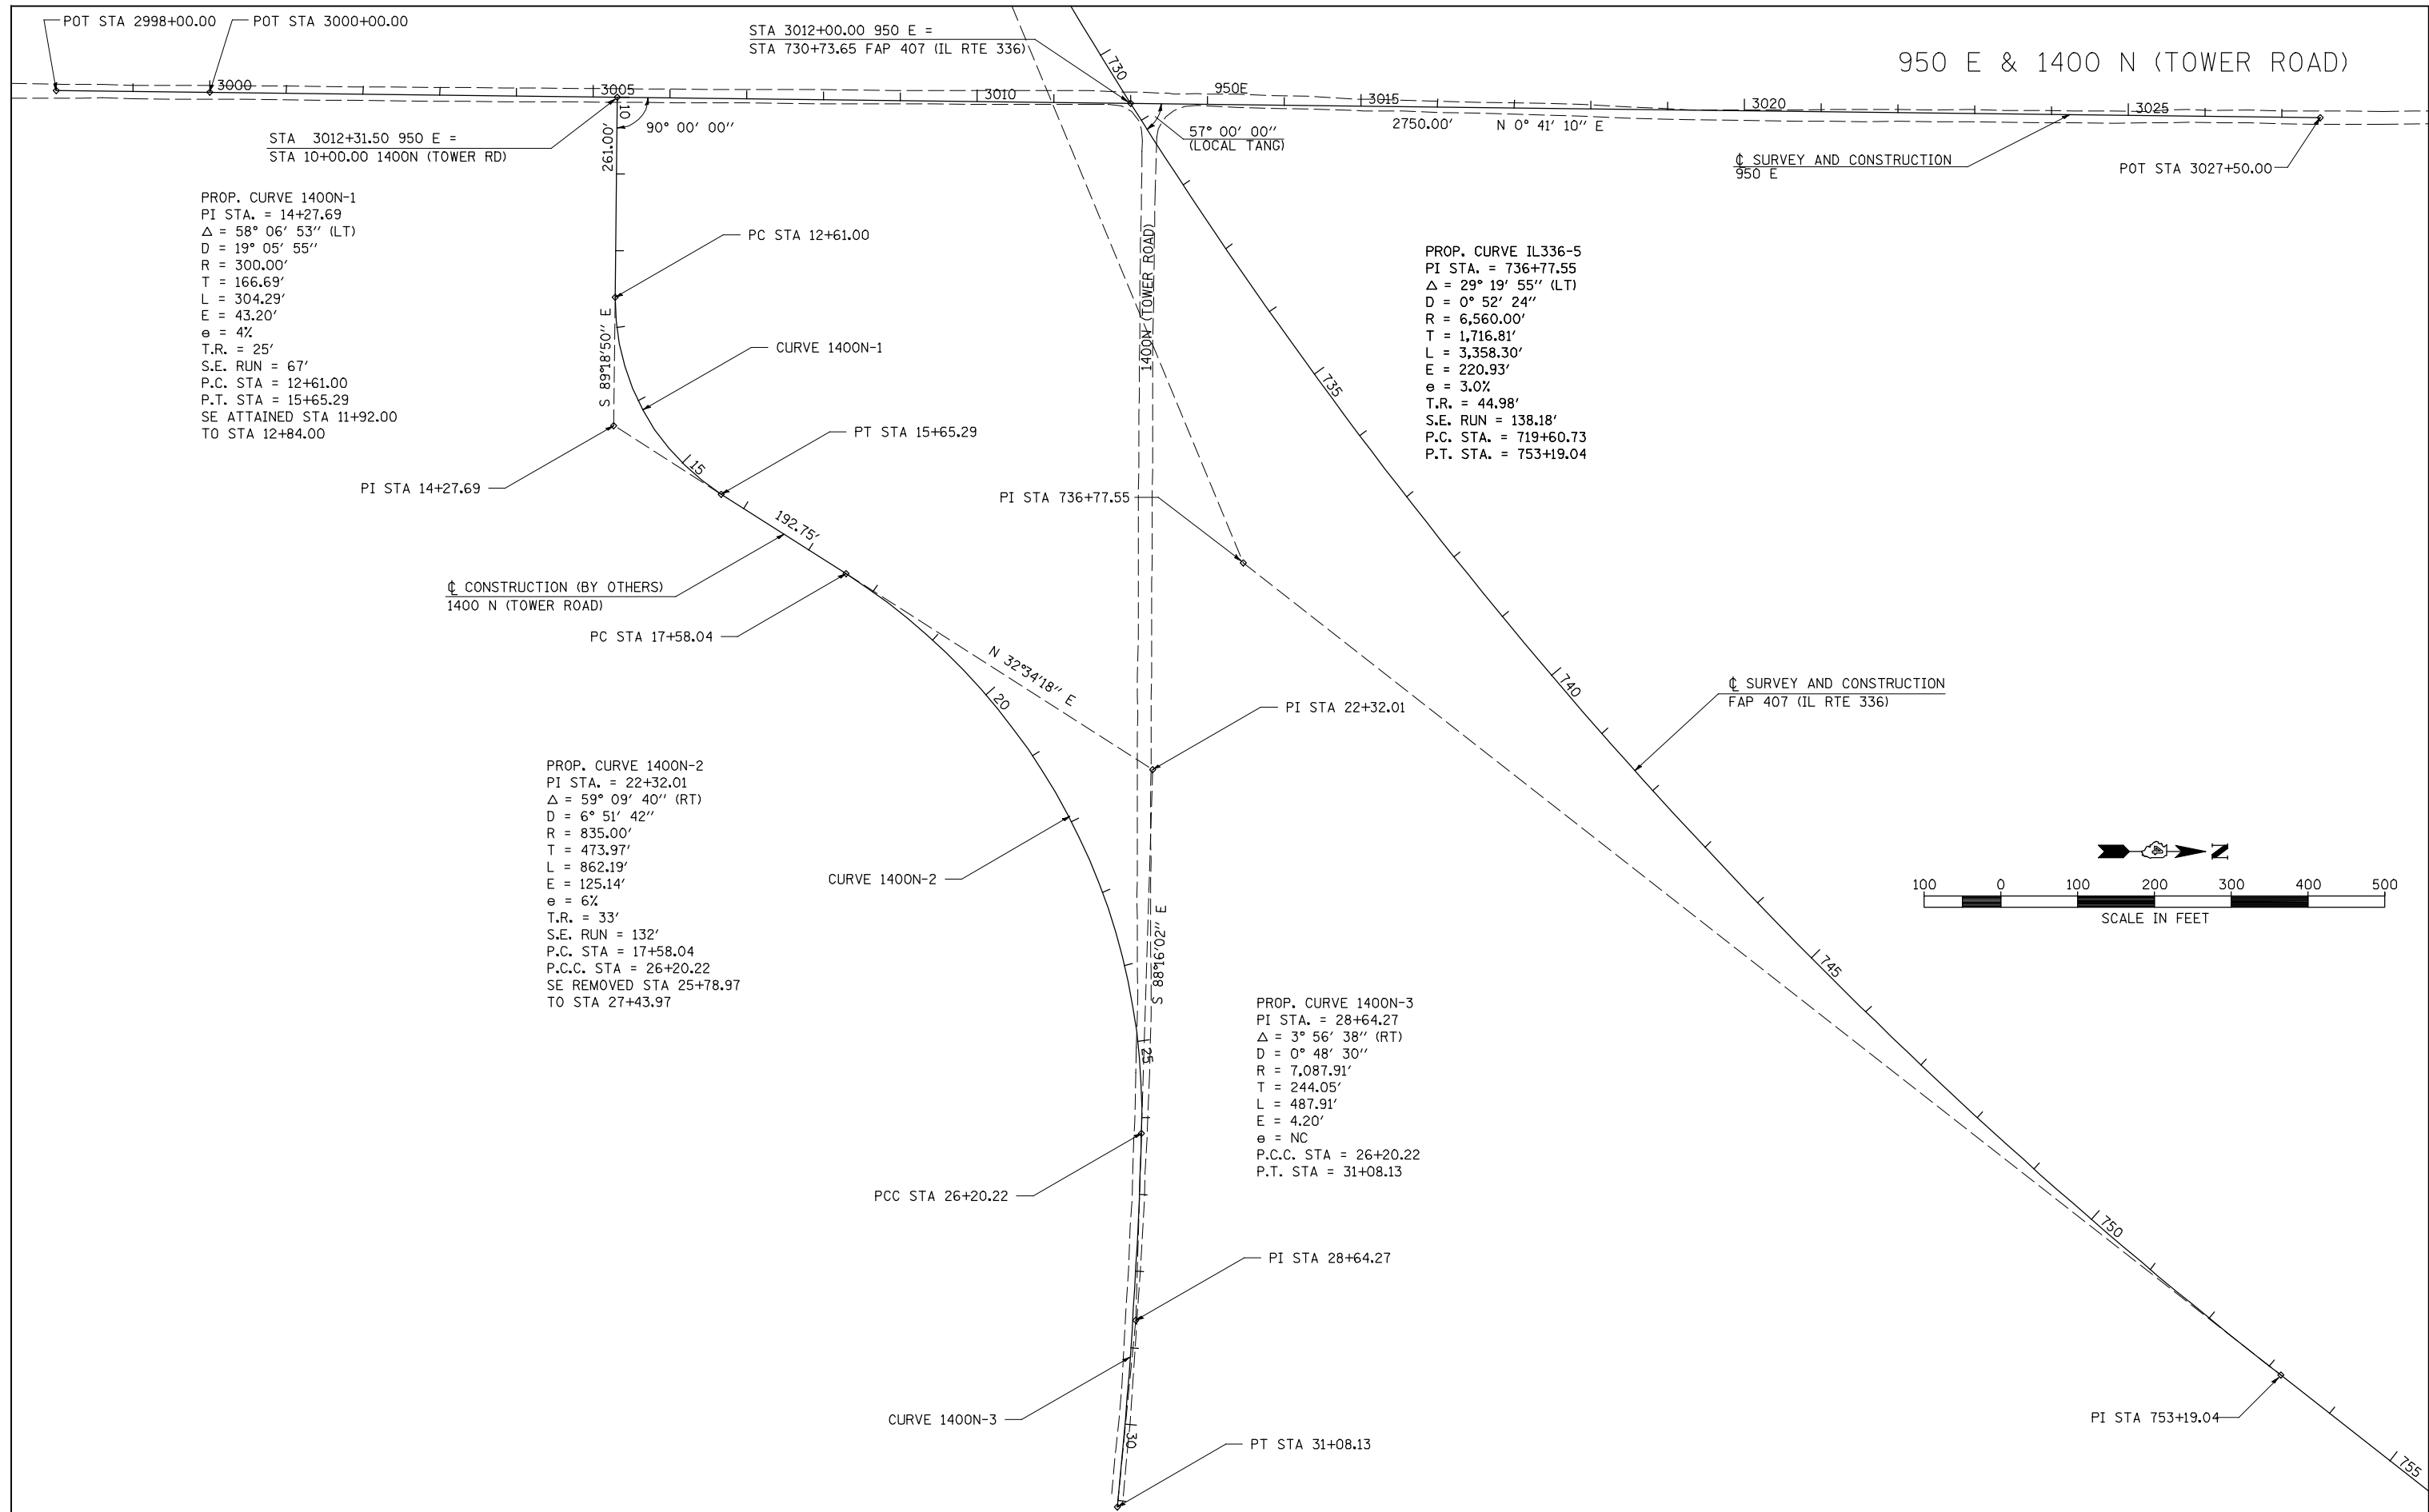 950 E & 1400 N (TOWER ROAD)
POT STA 2998+00.00
POT STA 3000+00.00
STA 3012+00.00 950 E =
STA 730+73.65 FAP 407 (IL RTE 336)
3000
3005
3010
950E
3015
3020
3025
730
10
261.00'
90° 00' 00"
STA 3012+31.50 950 E =
STA 10+00.00 1400N (TOWER RD)
57° 00' 00"
(LOCAL TANG)
2750.00'
N 0° 41' 10" E
℄ SURVEY AND CONSTRUCTION
950 E
POT STA 3027+50.00
PROP. CURVE 1400N-1
PI STA. = 14+27.69
Δ = 58° 06' 53" (LT)
D = 19° 05' 55"
R = 300.00'
T = 166.69'
L = 304.29'
E = 43.20'
e = 4%
T.R. = 25'
S.E. RUN = 67'
P.C. STA = 12+61.00
P.T. STA = 15+65.29
SE ATTAINED STA 11+92.00
TO STA 12+84.00
PC STA 12+61.00
CURVE 1400N-1
S 89°18'50" E
PT STA 15+65.29
PI STA 14+27.69
15
192.75'
1400N (TOWER ROAD)
PROP. CURVE IL336-5
PI STA. = 736+77.55
Δ = 29° 19' 55" (LT)
D = 0° 52' 24"
R = 6,560.00'
T = 1,716.81'
L = 3,358.30'
E = 220.93'
e = 3.0%
T.R. = 44.98'
S.E. RUN = 138.18'
P.C. STA. = 719+60.73
P.T. STA. = 753+19.04
735
PI STA 736+77.55
℄ CONSTRUCTION (BY OTHERS)
1400 N (TOWER ROAD)
PC STA 17+58.04
N 32°34'18" E
20
PI STA 22+32.01
740
℄ SURVEY AND CONSTRUCTION
FAP 407 (IL RTE 336)
PROP. CURVE 1400N-2
PI STA. = 22+32.01
Δ = 59° 09' 40" (RT)
D = 6° 51' 42"
R = 835.00'
T = 473.97'
L = 862.19'
E = 125.14'
e = 6%
T.R. = 33'
S.E. RUN = 132'
P.C. STA = 17+58.04
P.C.C. STA = 26+20.22
SE REMOVED STA 25+78.97
TO STA 27+43.97
CURVE 1400N-2
S 88°16'02" E
N
100 0 100 200 300 400 500
SCALE IN FEET
745
25
PROP. CURVE 1400N-3
PI STA. = 28+64.27
Δ = 3° 56' 38" (RT)
D = 0° 48' 30"
R = 7,087.91'
T = 244.05'
L = 487.91'
E = 4.20'
e = NC
P.C.C. STA = 26+20.22
P.T. STA = 31+08.13
PCC STA 26+20.22
750
PI STA 28+64.27
CURVE 1400N-3
30
PT STA 31+08.13
PI STA 753+19.04
755